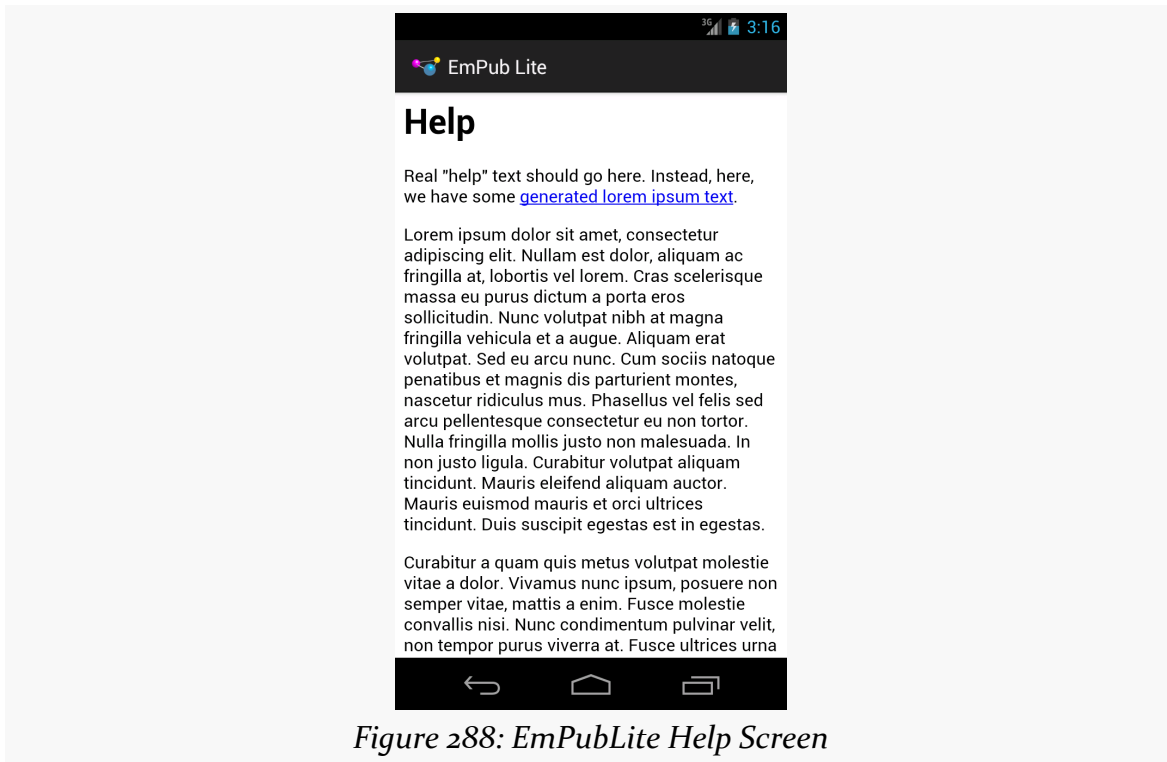 3G 3:16
EmPub Lite
Help
Real "help" text should go here. Instead, here,
we have some generated lorem ipsum text.
Lorem ipsum dolor sit amet, consectetur
adipiscing elit. Nullam est dolor, aliquam ac
fringilla at, lobortis vel lorem. Cras scelerisque
massa eu purus dictum a porta eros
sollicitudin. Nunc volutpat nibh at magna
fringilla vehicula et a augue. Aliquam erat
volutpat. Sed eu arcu nunc. Cum sociis natoque
penatibus et magnis dis parturient montes,
nascetur ridiculus mus. Phasellus vel felis sed
arcu pellentesque consectetur eu non tortor.
Nulla fringilla mollis justo non malesuada. In
non justo ligula. Curabitur volutpat aliquam
tincidunt. Mauris eleifend aliquam auctor.
Mauris euismod mauris et orci ultrices
tincidunt. Duis suscipit egestas est in egestas.
Curabitur a quam quis metus volutpat molestie
vitae a dolor. Vivamus nunc ipsum, posuere non
semper vitae, mattis a enim. Fusce molestie
convallis nisi. Nunc condimentum pulvinar velit,
non tempor purus viverra at. Fusce ultrices urna
Figure 288: EmPubLite Help Screen